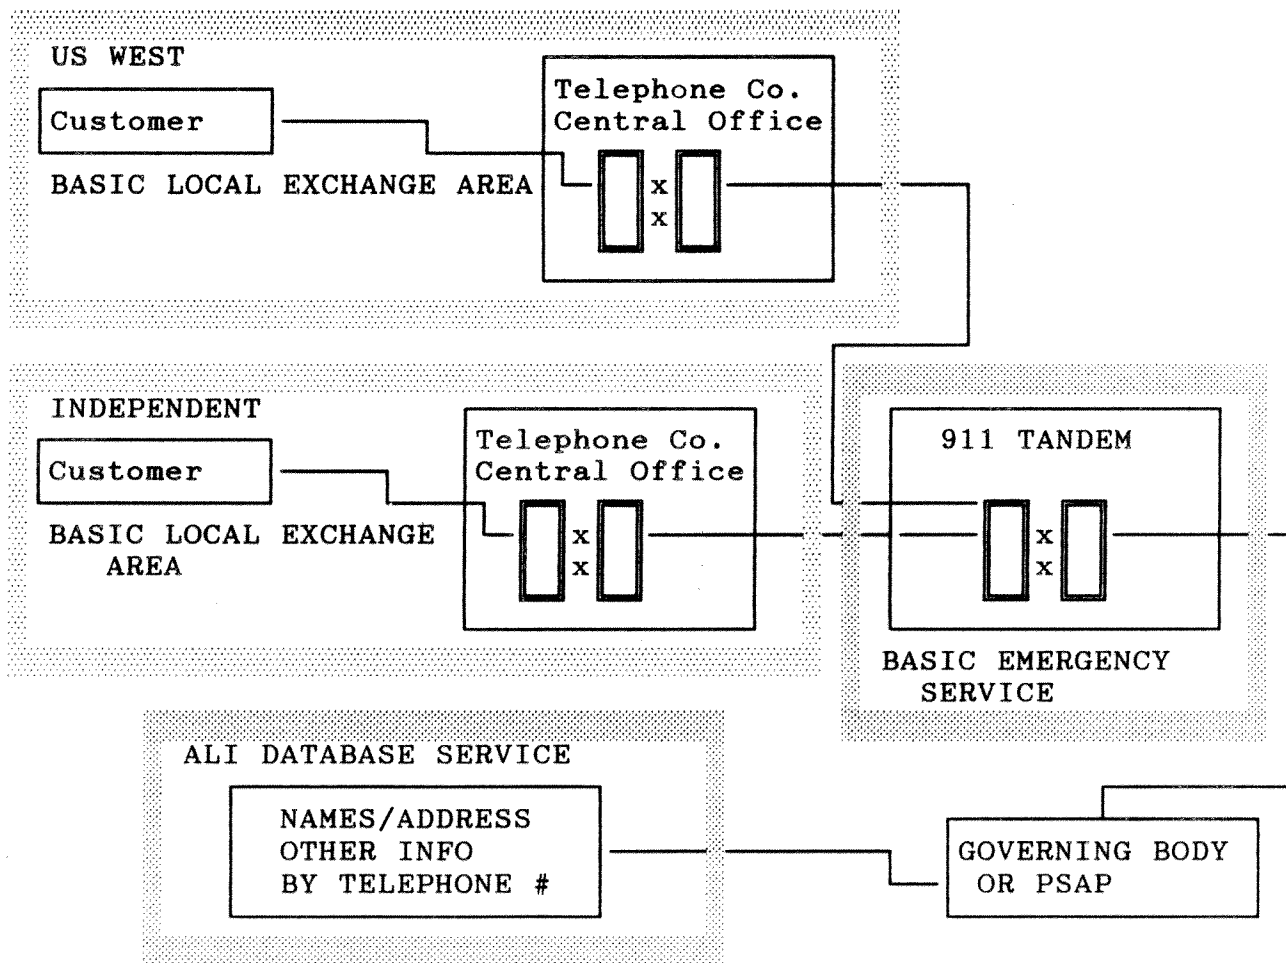 US WEST
Customer
Telephone Co.
Central Office
BASIC LOCAL EXCHANGE AREA
x
x
INDEPENDENT
Customer
Telephone Co.
Central Office
BASIC LOCAL EXCHANGE
AREA
x
x
911 TANDEM
x
x
BASIC EMERGENCY
SERVICE
ALI DATABASE SERVICE
NAMES/ADDRESS
OTHER INFO
BY TELEPHONE #
GOVERNING BODY
OR PSAP